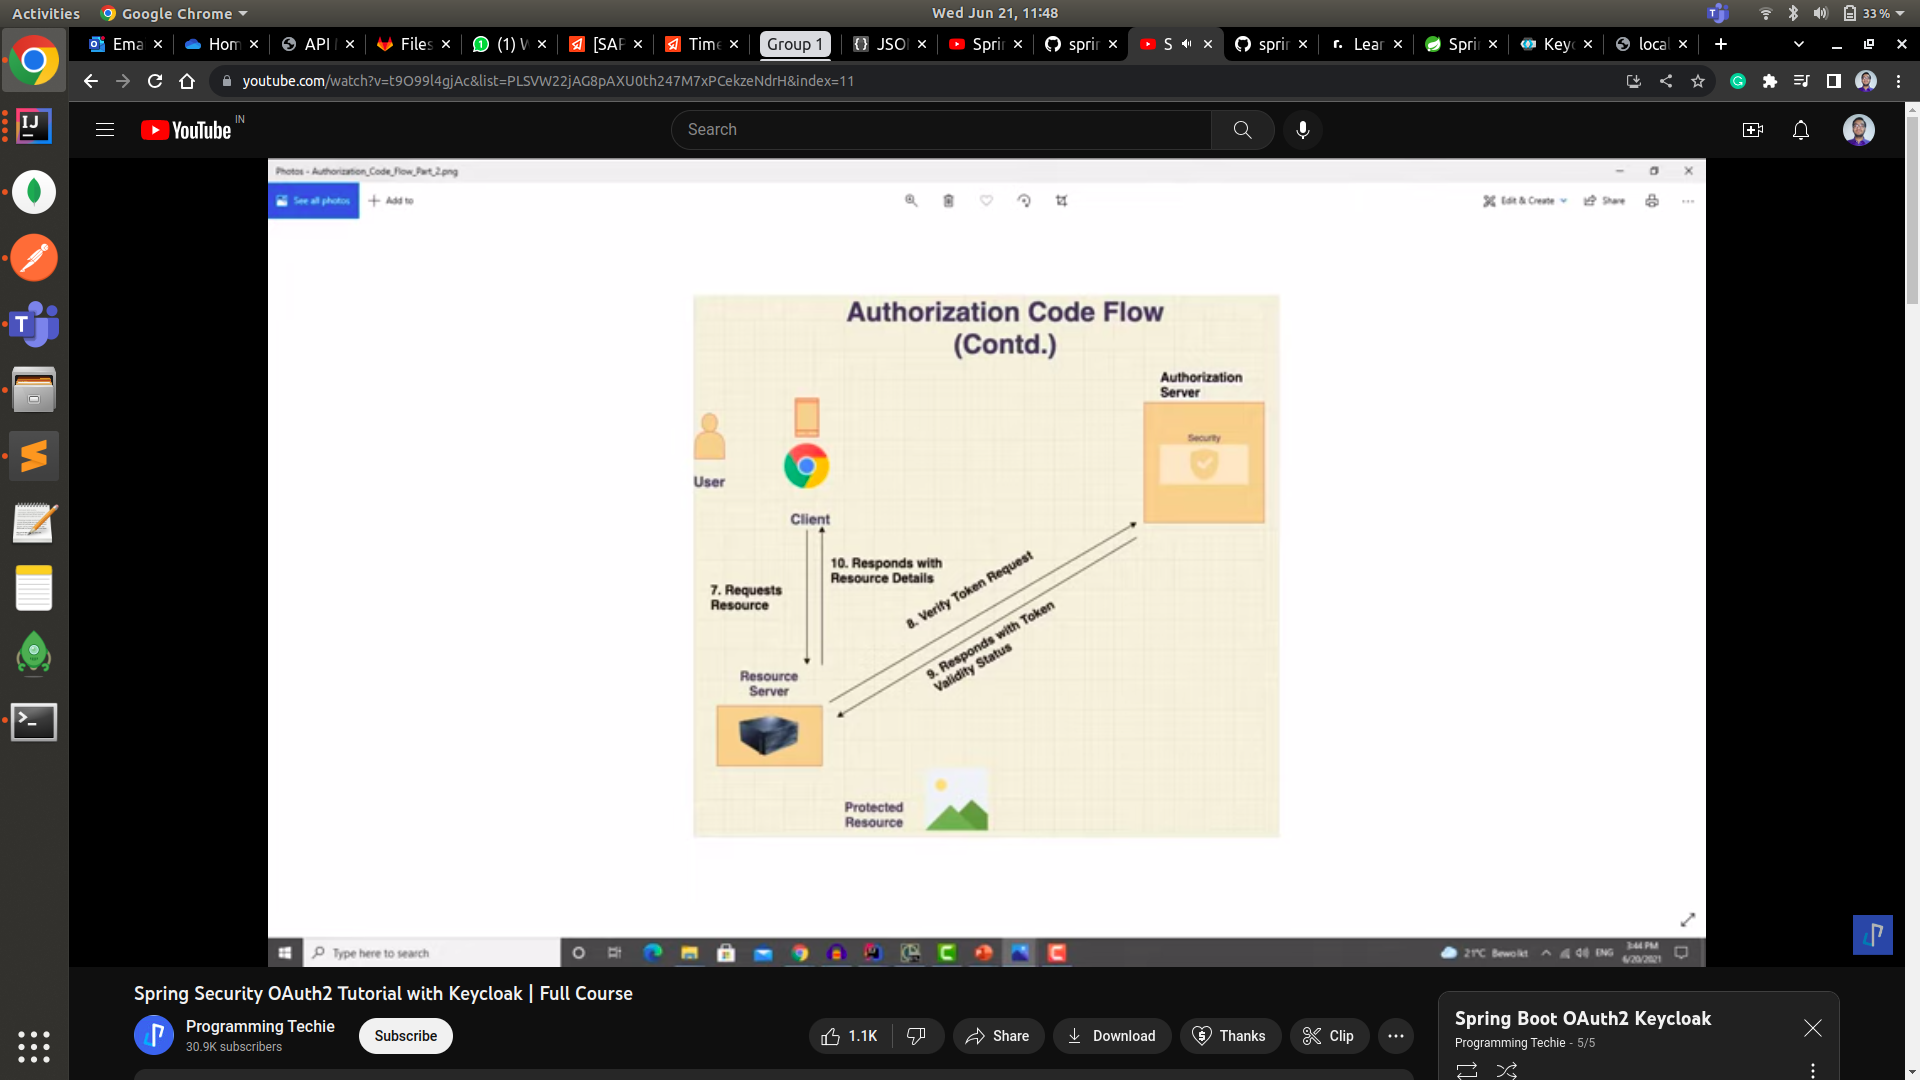 Activities
Google Chrome
Wed Jun 21, 11:48
33 %
Ema
Hom
API I
Files
(1) W
[SAP
Time
Group 1
JSO
Sprin
sprin
S
sprin
Lear
Spri
Keyc
local
youtube.com/watch?v=t9O99l4gjAc&list=PLSVW22jAG8pAXU0th247M7xPCekzeNdrH&index=11
YouTube
IN
Search
Photos - Authorization_Code_Flow_Part_2.png
See all photos
Add to
Edit & Create
Share
Authorization Code Flow
(Contd.)
Authorization
Server
Security
User
Client
10. Responds with
Resource Details
7. Requests
Resource
8. Verify Token Request
9. Responds with Token
Validity Status
Resource
Server
Protected
Resource
Type here to search
21°C Bewolkt
ENG
3:44 PM
6/20/2021
Spring Security OAuth2 Tutorial with Keycloak | Full Course
Programming Techie
30.9K subscribers
Subscribe
1.1K
Share
Download
Thanks
Clip
Spring Boot OAuth2 Keycloak
Programming Techie - 5/5